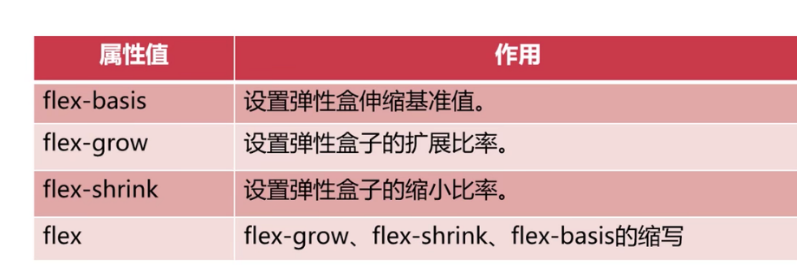 属性值 作用
flex-basis 设置弹性盒伸缩基准值。
flex-grow 设置弹性盒子的扩展比率。
flex-shrink 设置弹性盒子的缩小比率。
flex flex-grow、flex-shrink、flex-basis的缩写